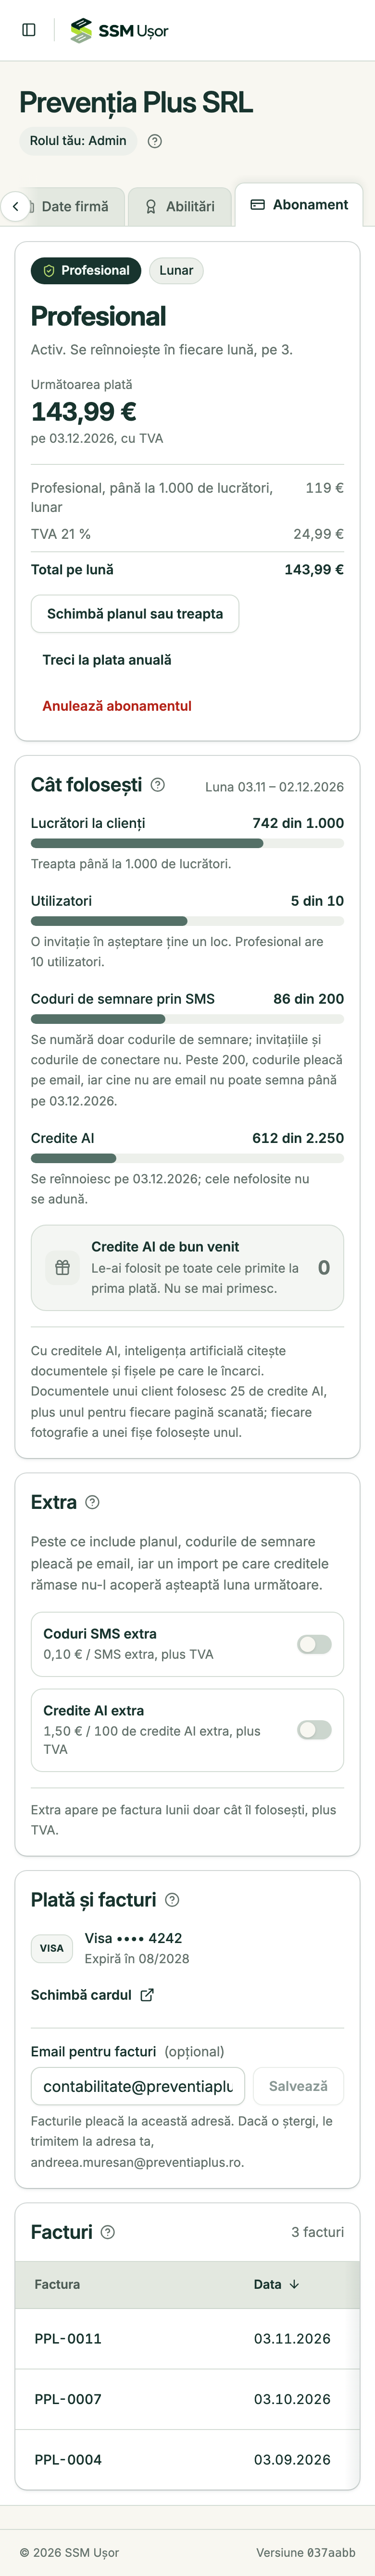 SSM Ușor
Prevenția Plus SRL
Rolul tău: Admin
Date firmă
Abilitări
Abonament
Profesional
Lunar
Profesional
Activ. Se reînnoiește în fiecare lună, pe 3.
Următoarea plată
143,99 €
pe 03.12.2026, cu TVA
Profesional, până la 1.000 de lucrători, 119 €
lunar
TVA 21 % 24,99 €
Total pe lună 143,99 €
Schimbă planul sau treapta
Treci la plata anuală
Anulează abonamentul
Cât folosești Luna 03.11 – 02.12.2026
Lucrători la clienți 742 din 1.000
Treapta până la 1.000 de lucrători.
Utilizatori 5 din 10
O invitație în așteptare ține un loc. Profesional are
10 utilizatori.
Coduri de semnare prin SMS 86 din 200
Se numără doar codurile de semnare; invitațiile și
codurile de conectare nu. Peste 200, codurile pleacă
pe email, iar cine nu are email nu poate semna până
pe 03.12.2026.
Credite AI 612 din 2.250
Se reînnoiesc pe 03.12.2026; cele nefolosite nu
se adună.
Credite AI de bun venit
Le-ai folosit pe toate cele primite la
prima plată. Nu se mai primesc.
0
Cu creditele AI, inteligența artificială citește
documentele și fișele pe care le încarci.
Documentele unui client folosesc 25 de credite AI,
plus unul pentru fiecare pagină scanată; fiecare
fotografie a unei fișe folosește unul.
Extra
Peste ce include planul, codurile de semnare
pleacă pe email, iar un import pe care creditele
rămase nu-l acoperă așteaptă luna următoare.
Coduri SMS extra
0,10 € / SMS extra, plus TVA
Credite AI extra
1,50 € / 100 de credite AI extra, plus
TVA
Extra apare pe factura lunii doar cât îl folosești, plus
TVA.
Plată și facturi
VISA
Visa •••• 4242
Expiră în 08/2028
Schimbă cardul
Email pentru facturi (opțional)
contabilitate@preventiaplu
Salvează
Facturile pleacă la această adresă. Dacă o ștergi, le
trimitem la adresa ta,
andreea.muresan@preventiaplus.ro.
Facturi 3 facturi
Factura Data
PPL-0011 03.11.2026
PPL-0007 03.10.2026
PPL-0004 03.09.2026
© 2026 SSM Ușor Versiune 037aabb